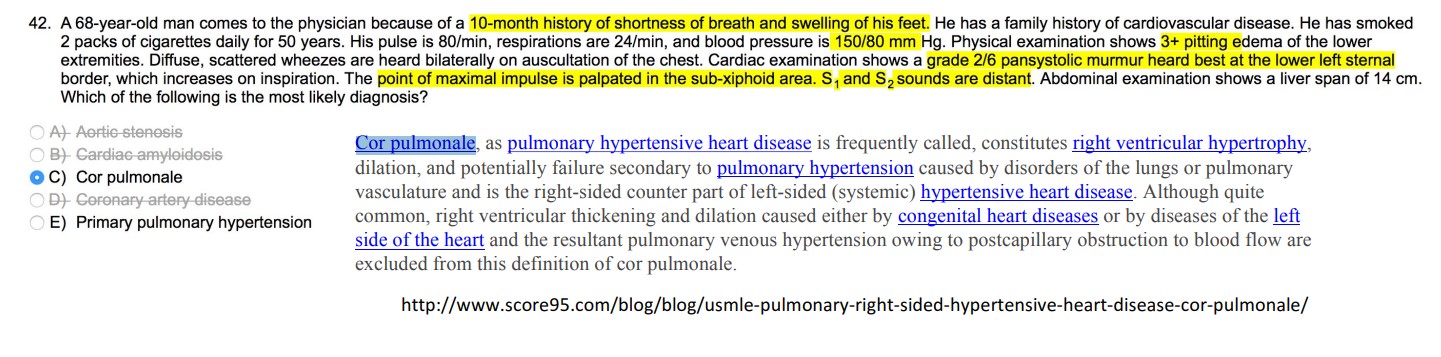 42. A 68-year-old man comes to the physician because of a 10-month history of shortness of breath and swelling of his feet. He has a family history of cardiovascular disease. He has smoked
2 packs of cigarettes daily for 50 years. His pulse is 80/min, respirations are 24/min, and blood pressure is 150/80 mm Hg. Physical examination shows 3+ pitting edema of the lower
extremities. Diffuse, scattered wheezes are heard bilaterally on auscultation of the chest. Cardiac examination shows a grade 2/6 pansystolic murmur heard best at the lower left sternal
border, which increases on inspiration. The point of maximal impulse is palpated in the sub-xiphoid area. S1 and S2 sounds are distant. Abdominal examination shows a liver span of 14 cm.
Which of the following is the most likely diagnosis?
A) Aortic stenosis
B) Cardiac amyloidosis
C) Cor pulmonale
D) Coronary artery disease
E) Primary pulmonary hypertension
Cor pulmonale, as pulmonary hypertensive heart disease is frequently called, constitutes right ventricular hypertrophy,
dilation, and potentially failure secondary to pulmonary hypertension caused by disorders of the lungs or pulmonary
vasculature and is the right-sided counter part of left-sided (systemic) hypertensive heart disease. Although quite
common, right ventricular thickening and dilation caused either by congenital heart diseases or by diseases of the left
side of the heart and the resultant pulmonary venous hypertension owing to postcapillary obstruction to blood flow are
excluded from this definition of cor pulmonale.
http://www.score95.com/blog/blog/usmle-pulmonary-right-sided-hypertensive-heart-disease-cor-pulmonale/